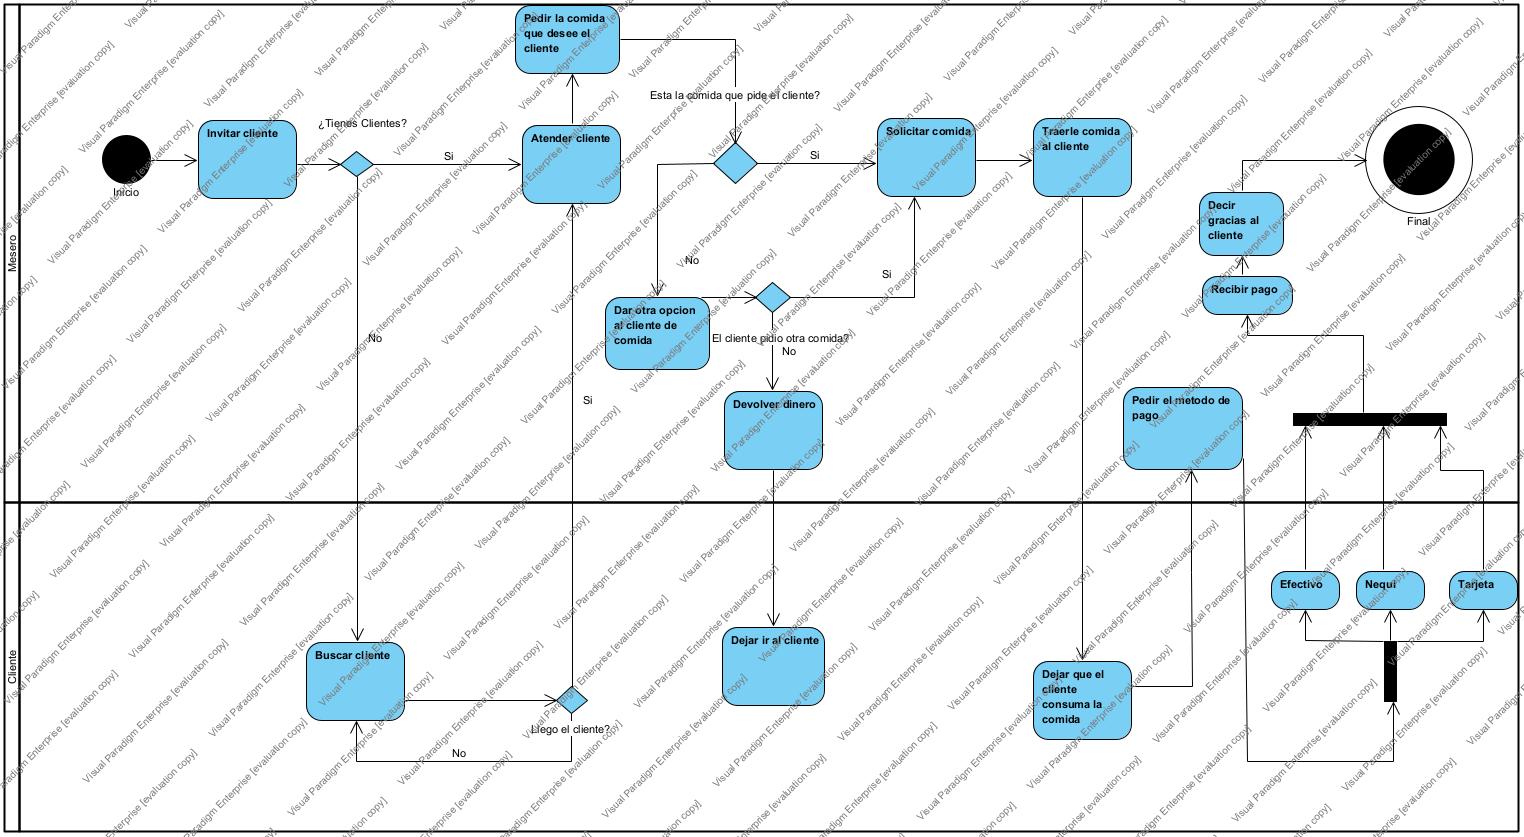 Pedir la comida
que desee el
cliente
Esta la comida que pide el cliente?
¿Tienes Clientes?
Invitar cliente
Si
Atender cliente
Si
Solicitar comida
Traerle comida
al cliente
Inicio
Decir
gracias al
cliente
Final
Mesero
No
Si
Recibir pago
Dar otra opcion
al cliente de
comida
El cliente pidio otra comida?
No
No
Si
Devolver dinero
Pedir el metodo de
pago
Efectivo
Nequi
Tarjeta
Cliente
Buscar cliente
Dejar ir al cliente
Dejar que el
cliente
consuma la
comida
Llego el cliente?
No
Visual Paradigm Enterprise [evaluation copy]